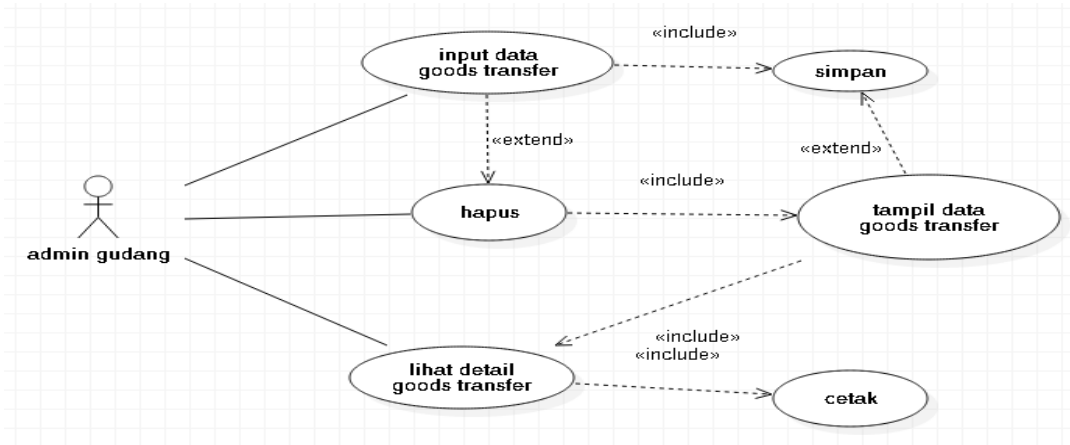 «include»
input data
goods transfer
simpan
«extend»
«extend»
«include»
hapus
tampil data
goods transfer
admin gudang
«include»
«include»
lihat detail
goods transfer
cetak